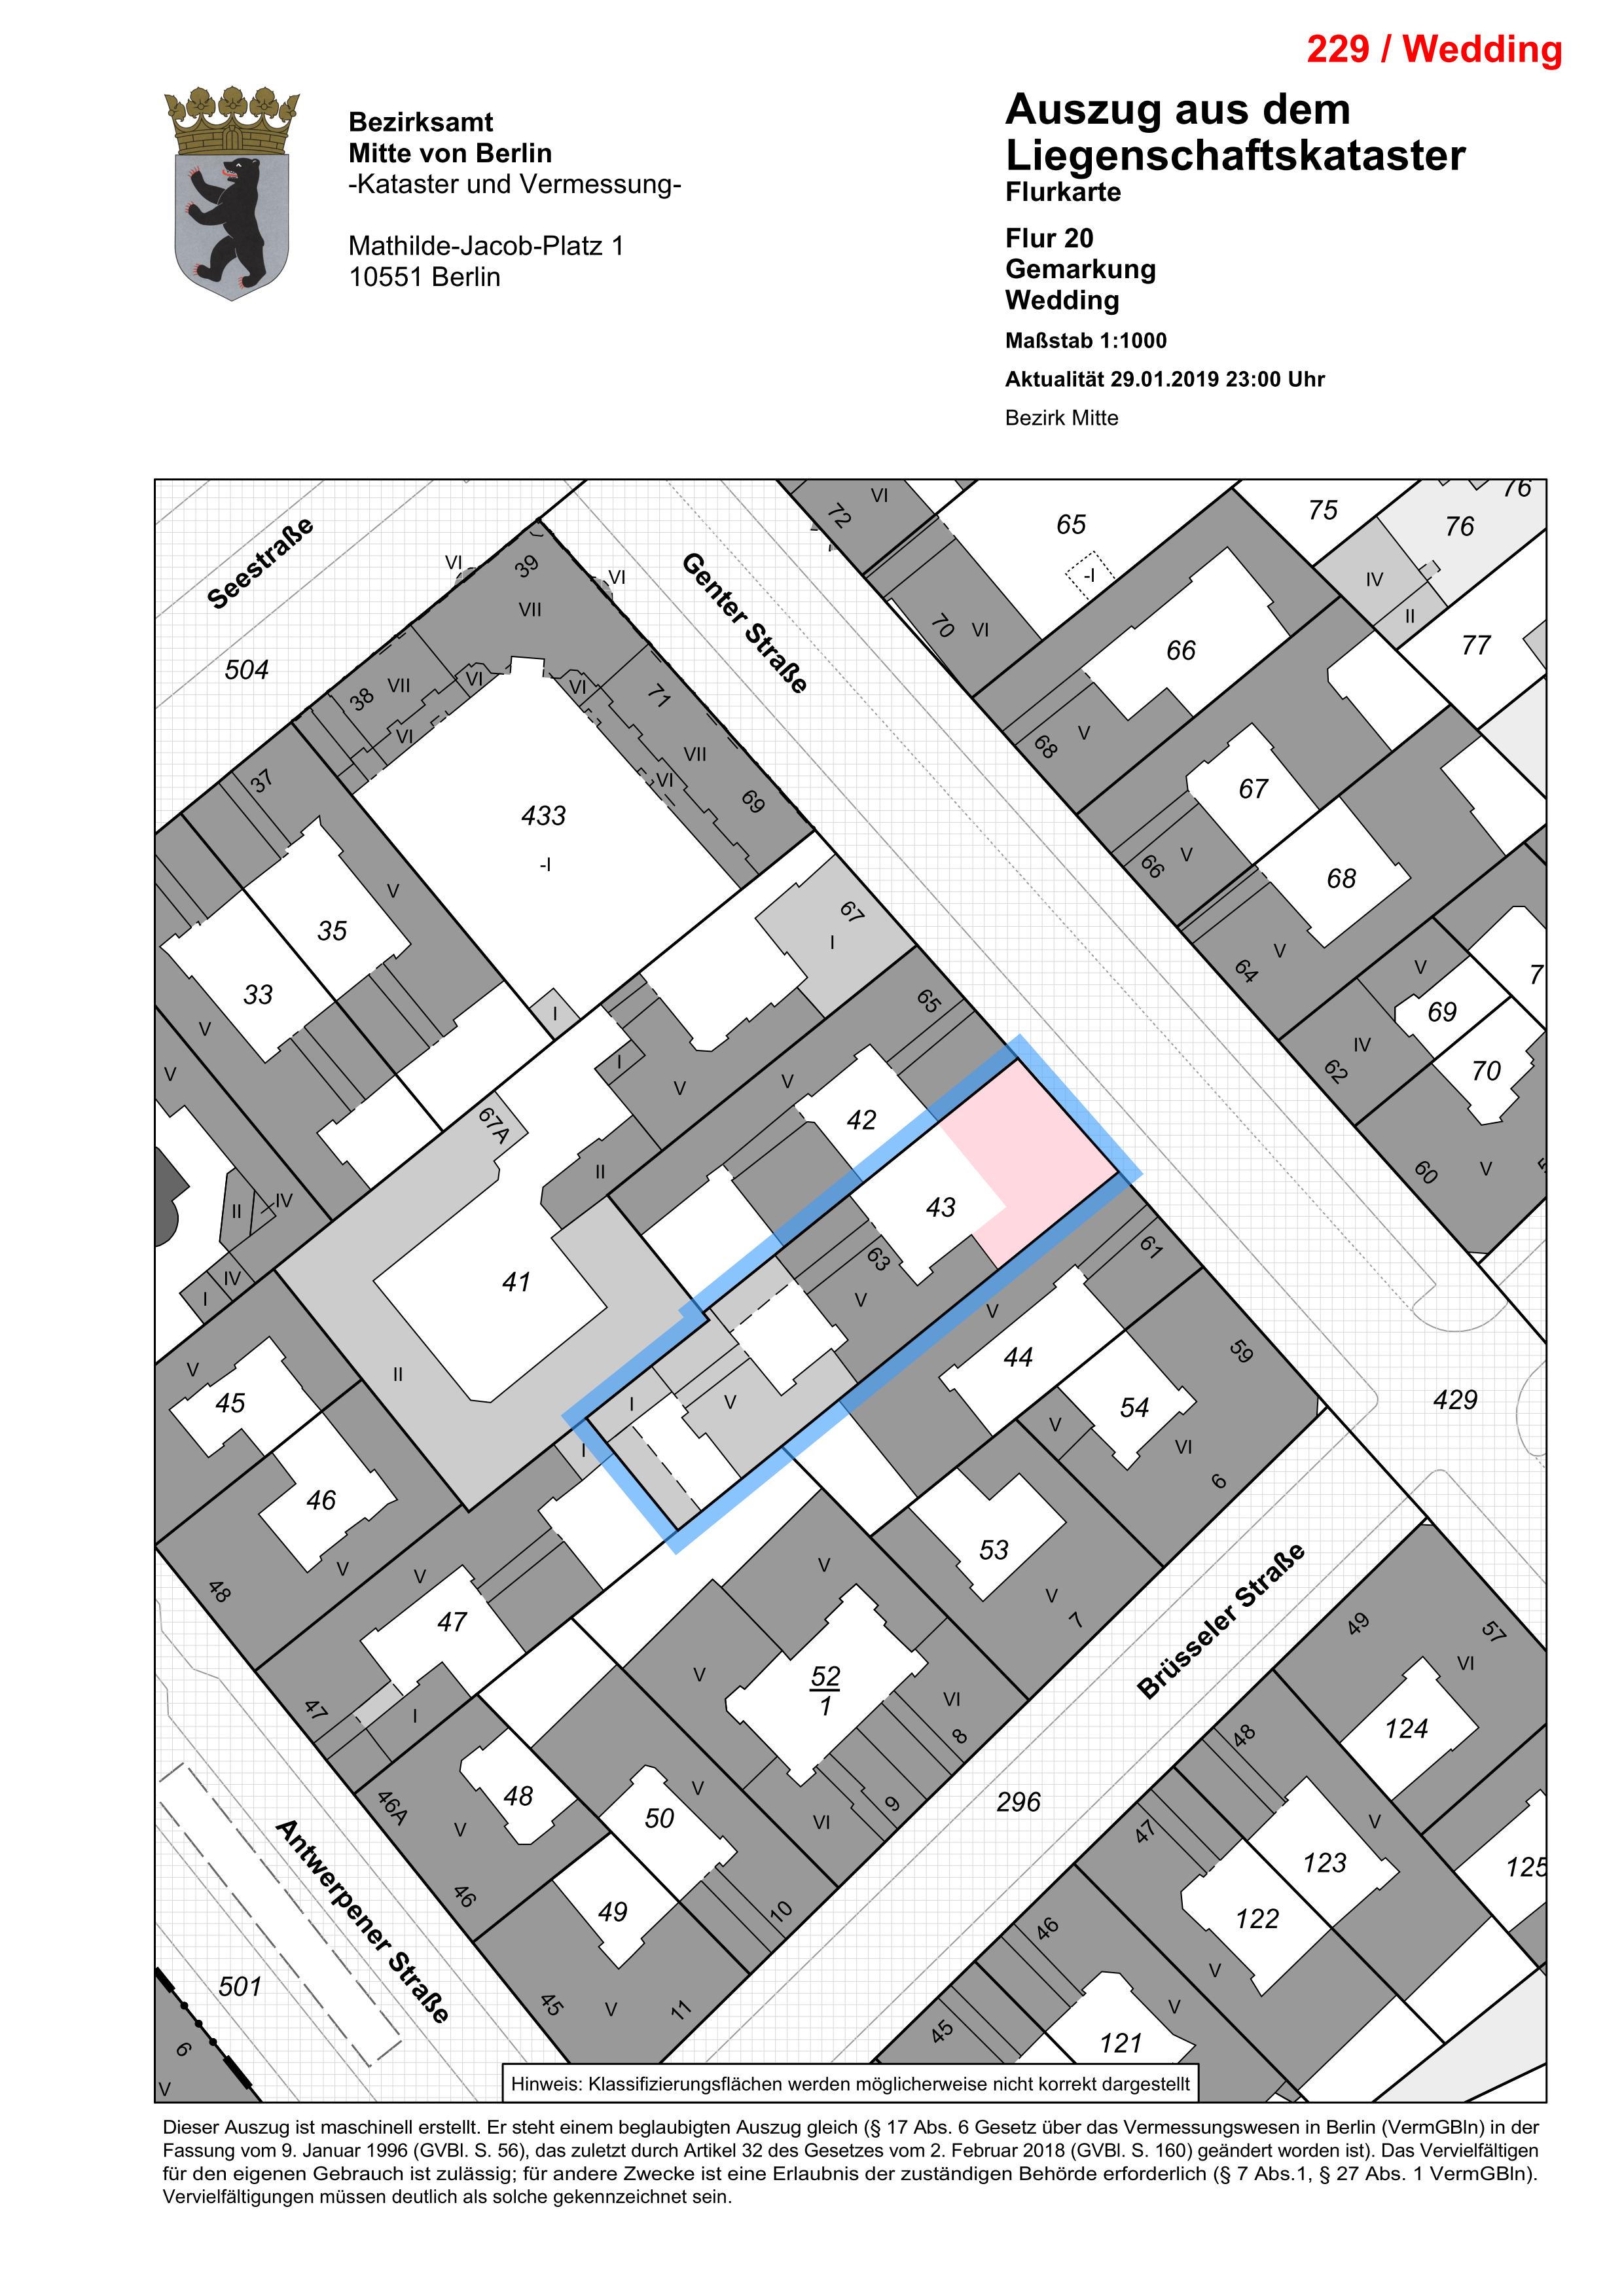 229 / Wedding
Bezirksamt
Mitte von Berlin
-Kataster und Vermessung-
Mathilde-Jacob-Platz 1
10551 Berlin
Auszug aus dem
Liegenschaftskataster
Flurkarte
Flur 20
Gemarkung
Wedding
Maßstab 1:1000
Aktualität 29.01.2019 23:00 Uhr
Bezirk Mitte
Seestraße
504
VI
39
VI
VII
Genter Straße
72
VI
65
-I
70
VI
75
76
76
IV
II
77
66
38
VII
VI
VI
VI
71
VII
VI
69
37
433
-I
V
35
33
V
V
68
V
67
66
V
68
64
V
V
69
7
IV
62
70
60
V
67
I
65
I
I
V
V
67A
II
42
43
63
V
61
V
44
59
54
V
VI
6
429
II
IV
IV
I
41
II
V
45
46
V
48
I
V
I
V
47
47
I
V
53
V
7
V
52
1
VI
8
9
VI
46A
V
48
46
50
V
49
10
45
V
11
Brüsseler Straße
296
49
57
VI
124
48
V
123
125
47
122
V
46
V
45
121
Antwerpener Straße
501
6
V
Hinweis: Klassifizierungsflächen werden möglicherweise nicht korrekt dargestellt
Dieser Auszug ist maschinell erstellt. Er steht einem beglaubigten Auszug gleich (§ 17 Abs. 6 Gesetz über das Vermessungswesen in Berlin (VermGBln) in der
Fassung vom 9. Januar 1996 (GVBl. S. 56), das zuletzt durch Artikel 32 des Gesetzes vom 2. Februar 2018 (GVBl. S. 160) geändert worden ist). Das Vervielfältigen
für den eigenen Gebrauch ist zulässig; für andere Zwecke ist eine Erlaubnis der zuständigen Behörde erforderlich (§ 7 Abs.1, § 27 Abs. 1 VermGBln).
Vervielfältigungen müssen deutlich als solche gekennzeichnet sein.